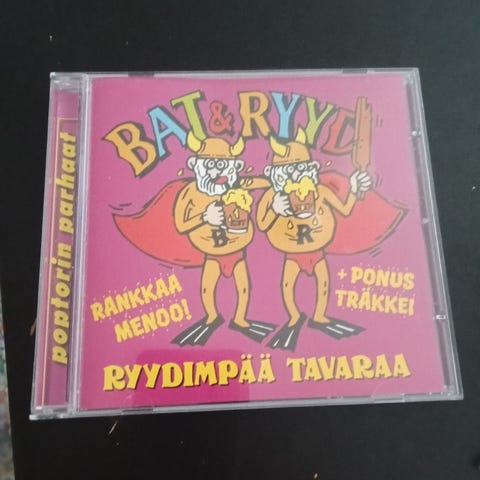 poptorin parhaat
BAT & RYYD
B
R
RANKKAA
MENOO!
+ PONUS
TRÄKKEI
RYYDIMPÄÄ TAVARAA